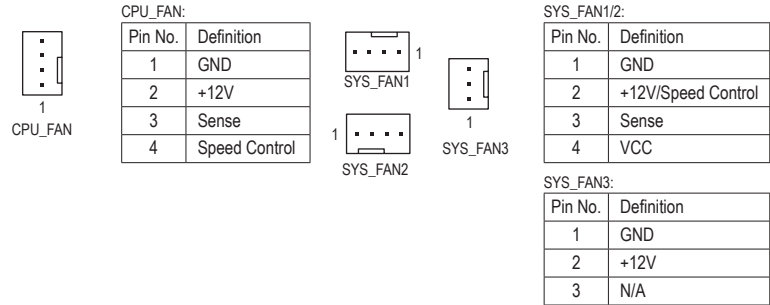 CPU_FAN:
Pin No. Definition
1 GND
2 +12V
3 Sense
4 Speed Control
1
CPU_FAN
1
SYS_FAN1
1
SYS_FAN2
1
SYS_FAN3
SYS_FAN1/2:
Pin No. Definition
1 GND
2 +12V/Speed Control
3 Sense
4 VCC
SYS_FAN3:
Pin No. Definition
1 GND
2 +12V
3 N/A